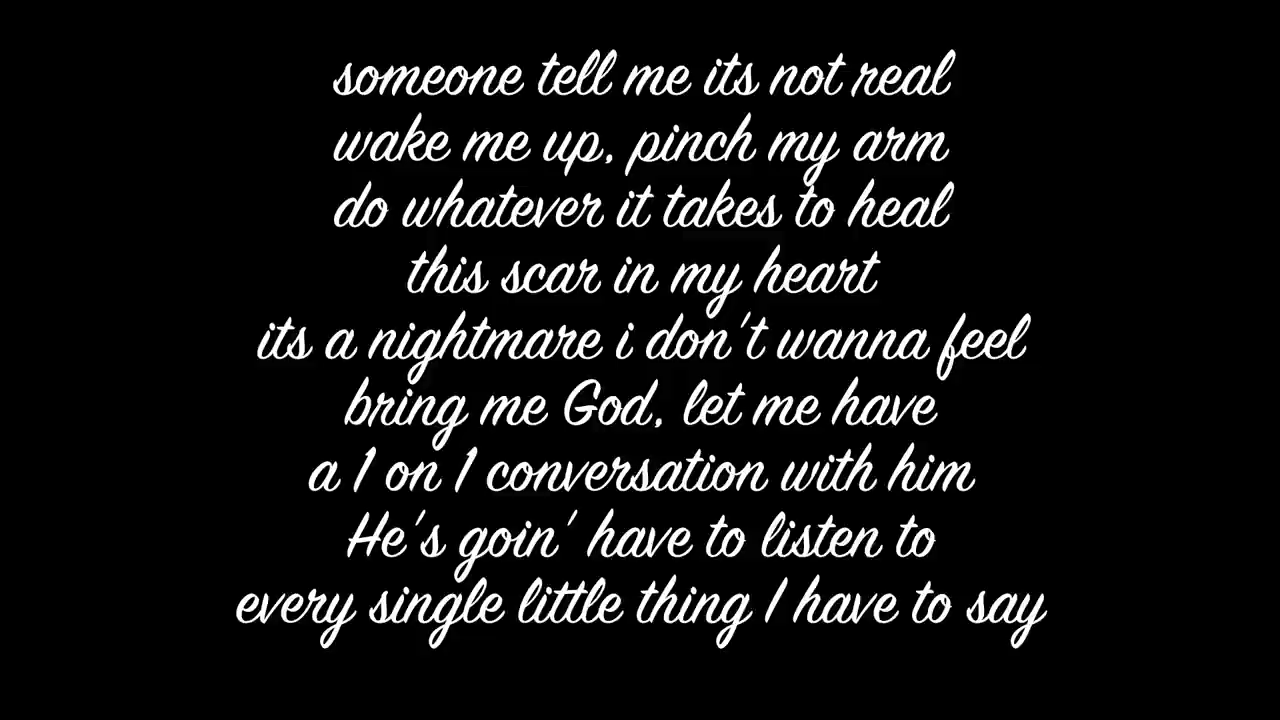 someone tell me its not real
wake me up, pinch my arm
do whatever it takes to heal
this scar in my heart
its a nightmare i don't wanna feel
bring me God, let me have
a 1 on 1 conversation with him
He's goin' have to listen to
every single little thing I have to say